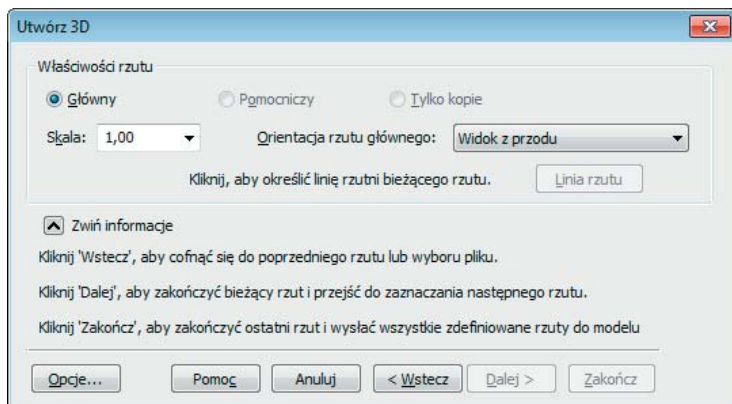 Utwórz 3D
Właściwości rzutu
Główny Pomocniczy Tylko kopie
Skala: 1,00 Orientacja rzutu głównego: Widok z przodu
Kliknij, aby określić linię rzutni bieżącego rzutu. Linia rzutu
Zwiń informacje
Kliknij 'Wstecz', aby cofnąć się do poprzedniego rzutu lub wyboru pliku.
Kliknij 'Dalej', aby zakończyć bieżący rzut i przejść do zaznaczania następnego rzutu.
Kliknij 'Zakończ', aby zakończyć ostatni rzut i wysłać wszystkie zdefiniowane rzuty do modelu
Opcje... Pomoc Anuluj < Wstecz Dalej > Zakończ